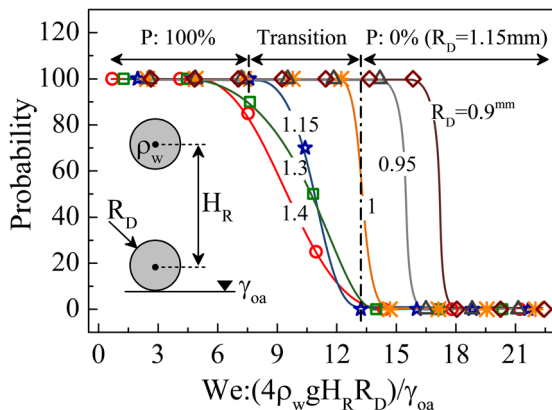 P: 100% Transition P: 0% (R_D=1.15mm)
100
80
60
40
20
0
Probability
R_D=0.9^mm
0.95
1
1.15
1.3
1.4
ρ_w
H_R
R_D
γ_oa
0 3 6 9 12 15 18 21
We:(4ρ_wgH_RR_D)/γ_oa